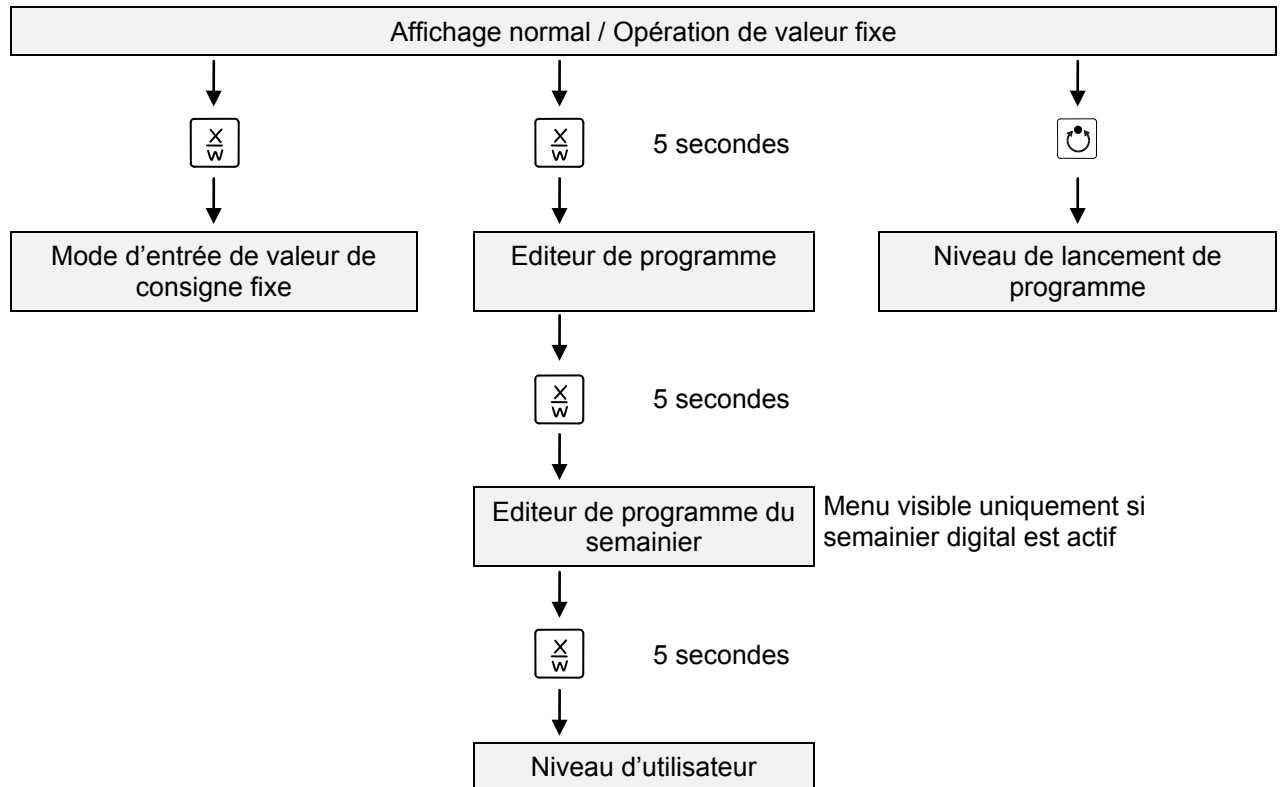 Affichage normal / Opération de valeur fixe
X
W
X
W
5 secondes
Mode d’entrée de valeur de
consigne fixe
Editeur de programme
Niveau de lancement de
programme
X
W
5 secondes
Editeur de programme du
semainier
Menu visible uniquement si
semainier digital est actif
X
W
5 secondes
Niveau d’utilisateur